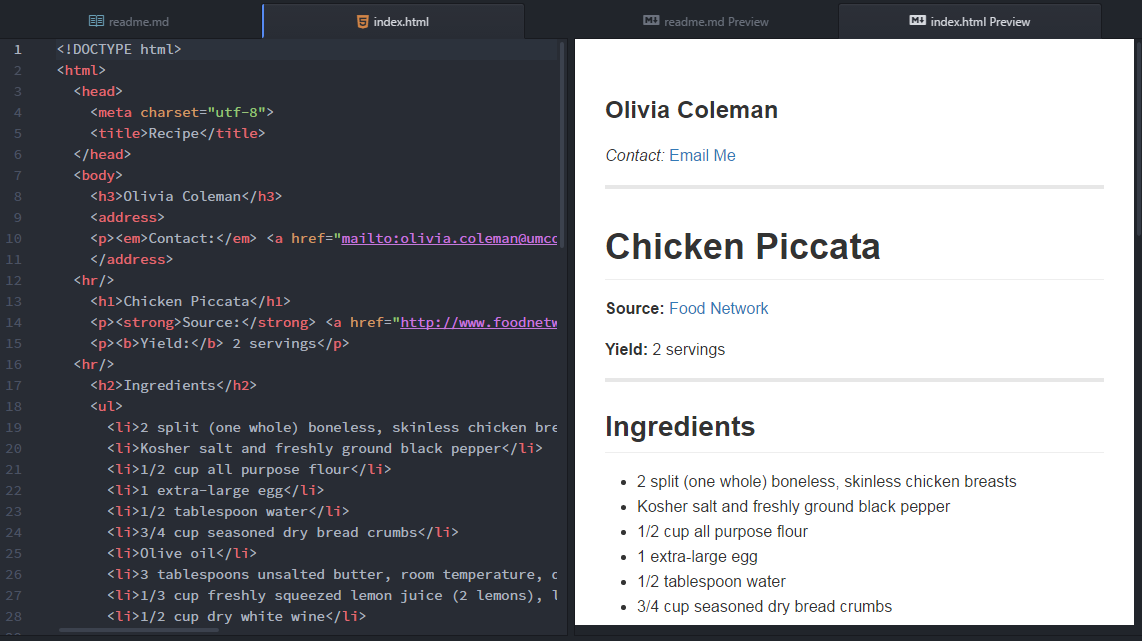 readme.md
index.html
readme.md Preview
index.html Preview
1 <!DOCTYPE html>
2 <html>
3 <head>
4 <meta charset="utf-8">
5 <title>Recipe</title>
6 </head>
7 <body>
8 <h3>Olivia Coleman</h3>
9 <address>
10 <p><em>Contact:</em> <a href="mailto:olivia.coleman@umco
11 </address>
12 <hr/>
13 <h1>Chicken Piccata</h1>
14 <p><strong>Source:</strong> <a href="http://www.foodnetw
15 <p><b>Yield:</b> 2 servings</p>
16 <hr/>
17 <h2>Ingredients</h2>
18 <ul>
19 <li>2 split (one whole) boneless, skinless chicken bre
20 <li>Kosher salt and freshly ground black pepper</li>
21 <li>1/2 cup all purpose flour</li>
22 <li>1 extra-large egg</li>
23 <li>1/2 tablespoon water</li>
24 <li>3/4 cup seasoned dry bread crumbs</li>
25 <li>Olive oil</li>
26 <li>3 tablespoons unsalted butter, room temperature,
27 <li>1/3 cup freshly squeezed lemon juice (2 lemons),
28 <li>1/2 cup dry white wine</li>
Olivia Coleman
Contact: Email Me
Chicken Piccata
Source: Food Network
Yield: 2 servings
Ingredients
• 2 split (one whole) boneless, skinless chicken breasts
• Kosher salt and freshly ground black pepper
• 1/2 cup all purpose flour
• 1 extra-large egg
• 1/2 tablespoon water
• 3/4 cup seasoned dry bread crumbs